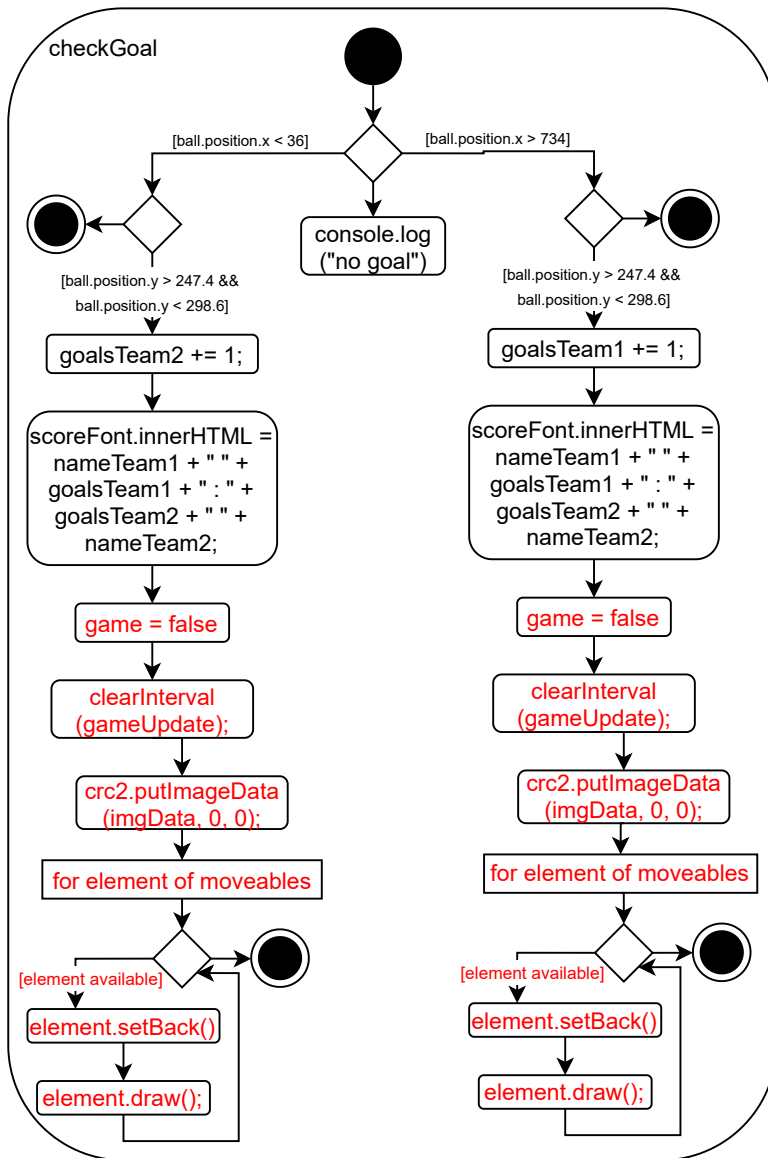 checkGoal
[ball.position.x < 36]
[ball.position.x > 734]
console.log
("no goal")
[ball.position.y > 247.4 &&
ball.position.y < 298.6]
goalsTeam2 += 1;
scoreFont.innerHTML =
nameTeam1 + " " +
goalsTeam1 + " : " +
goalsTeam2 + " " +
nameTeam2;
game = false
clearInterval
(gameUpdate);
crc2.putImageData
(imgData, 0, 0);
for element of moveables
[element available]
element.setBack()
element.draw();
[ball.position.y > 247.4 &&
ball.position.y < 298.6]
goalsTeam1 += 1;
scoreFont.innerHTML =
nameTeam1 + " " +
goalsTeam1 + " : " +
goalsTeam2 + " " +
nameTeam2;
game = false
clearInterval
(gameUpdate);
crc2.putImageData
(imgData, 0, 0);
for element of moveables
[element available]
element.setBack()
element.draw();